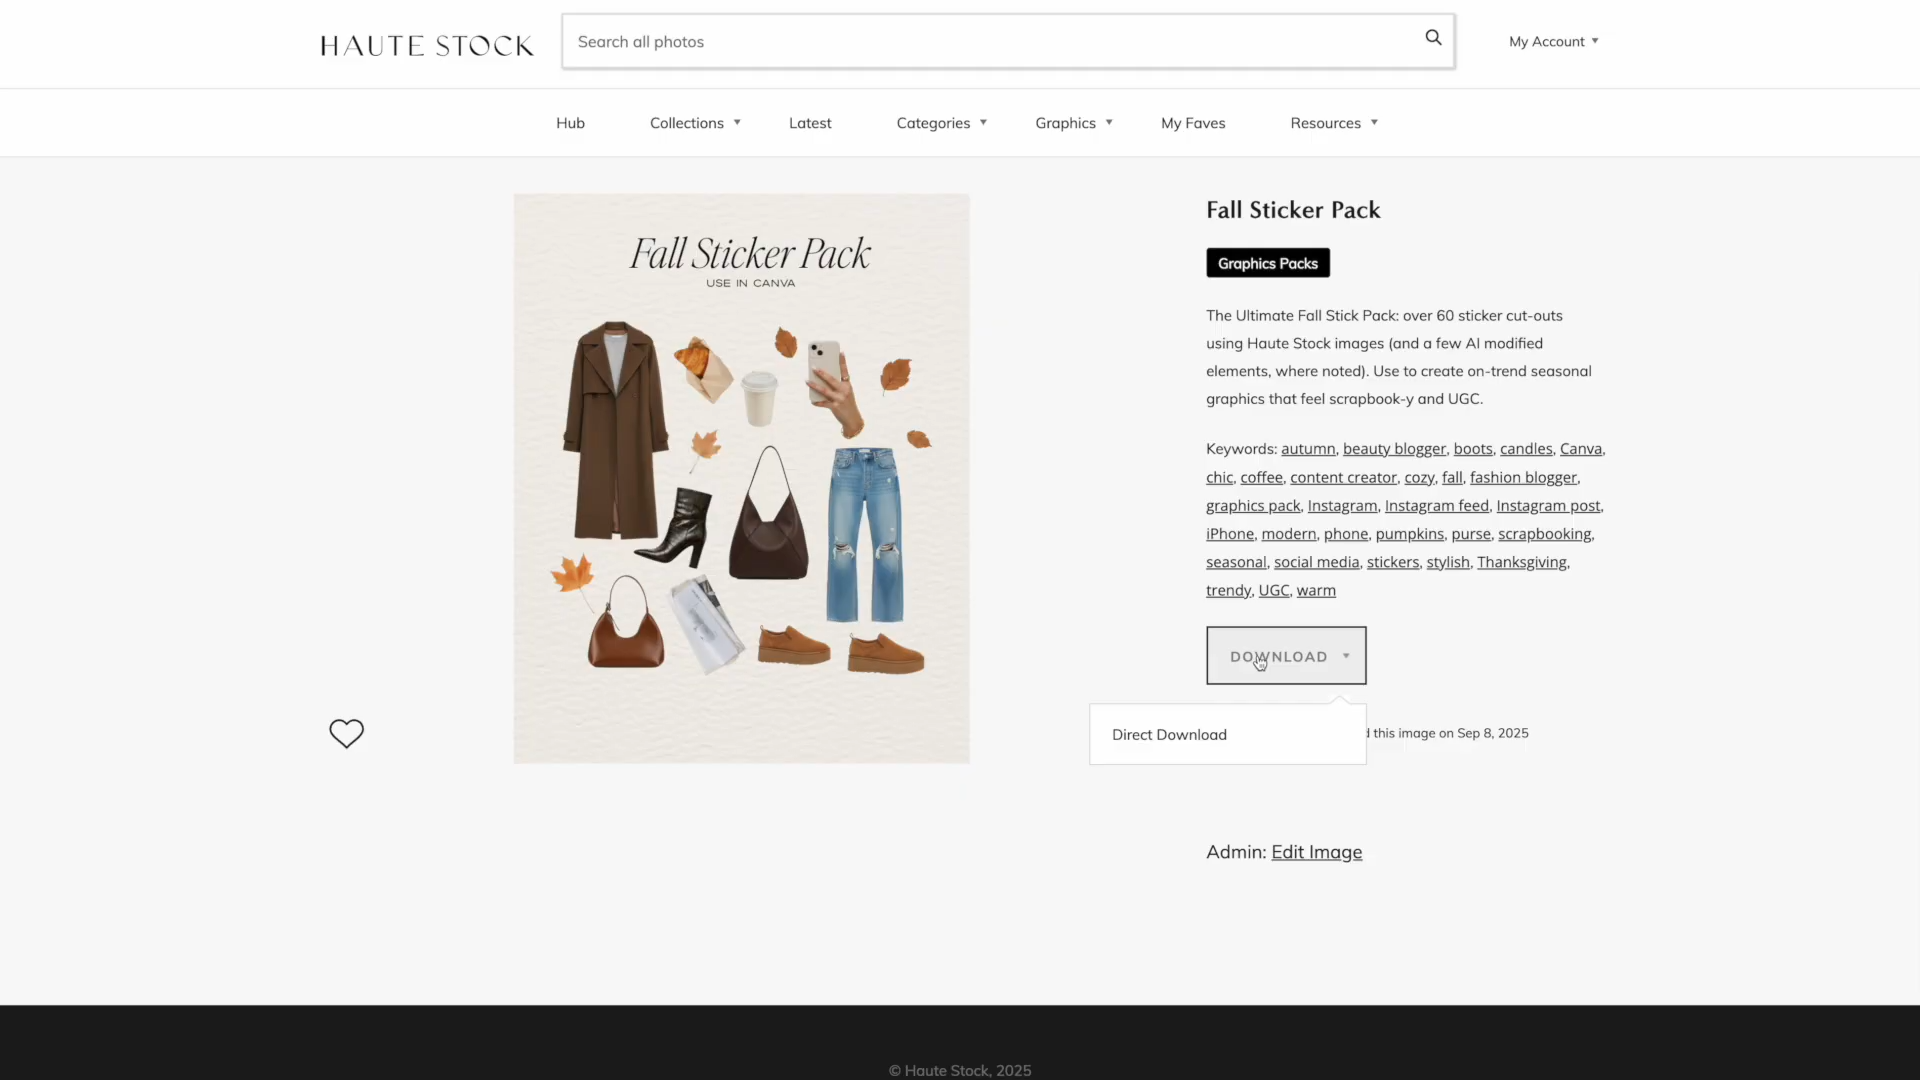 HAUTE STOCK
Search all photos
My Account
Hub
Collections
Latest
Categories
Graphics
My Faves
Resources
Fall Sticker Pack
USE IN CANVA
Fall Sticker Pack
Graphics Packs
The Ultimate Fall Stick Pack: over 60 sticker cut-outs
using Haute Stock images (and a few AI modified
elements, where noted). Use to create on-trend seasonal
graphics that feel scrapbook-y and UGC.
Keywords: autumn, beauty blogger, boots, candles, Canva,
chic, coffee, content creator, cozy, fall, fashion blogger,
graphics pack, Instagram, Instagram feed, Instagram post,
iPhone, modern, phone, pumpkins, purse, scrapbooking,
seasonal, social media, stickers, stylish, Thanksgiving,
trendy, UGC, warm
DOWNLOAD
Direct Download
this image on Sep 8, 2025
Admin: Edit Image
© Haute Stock, 2025